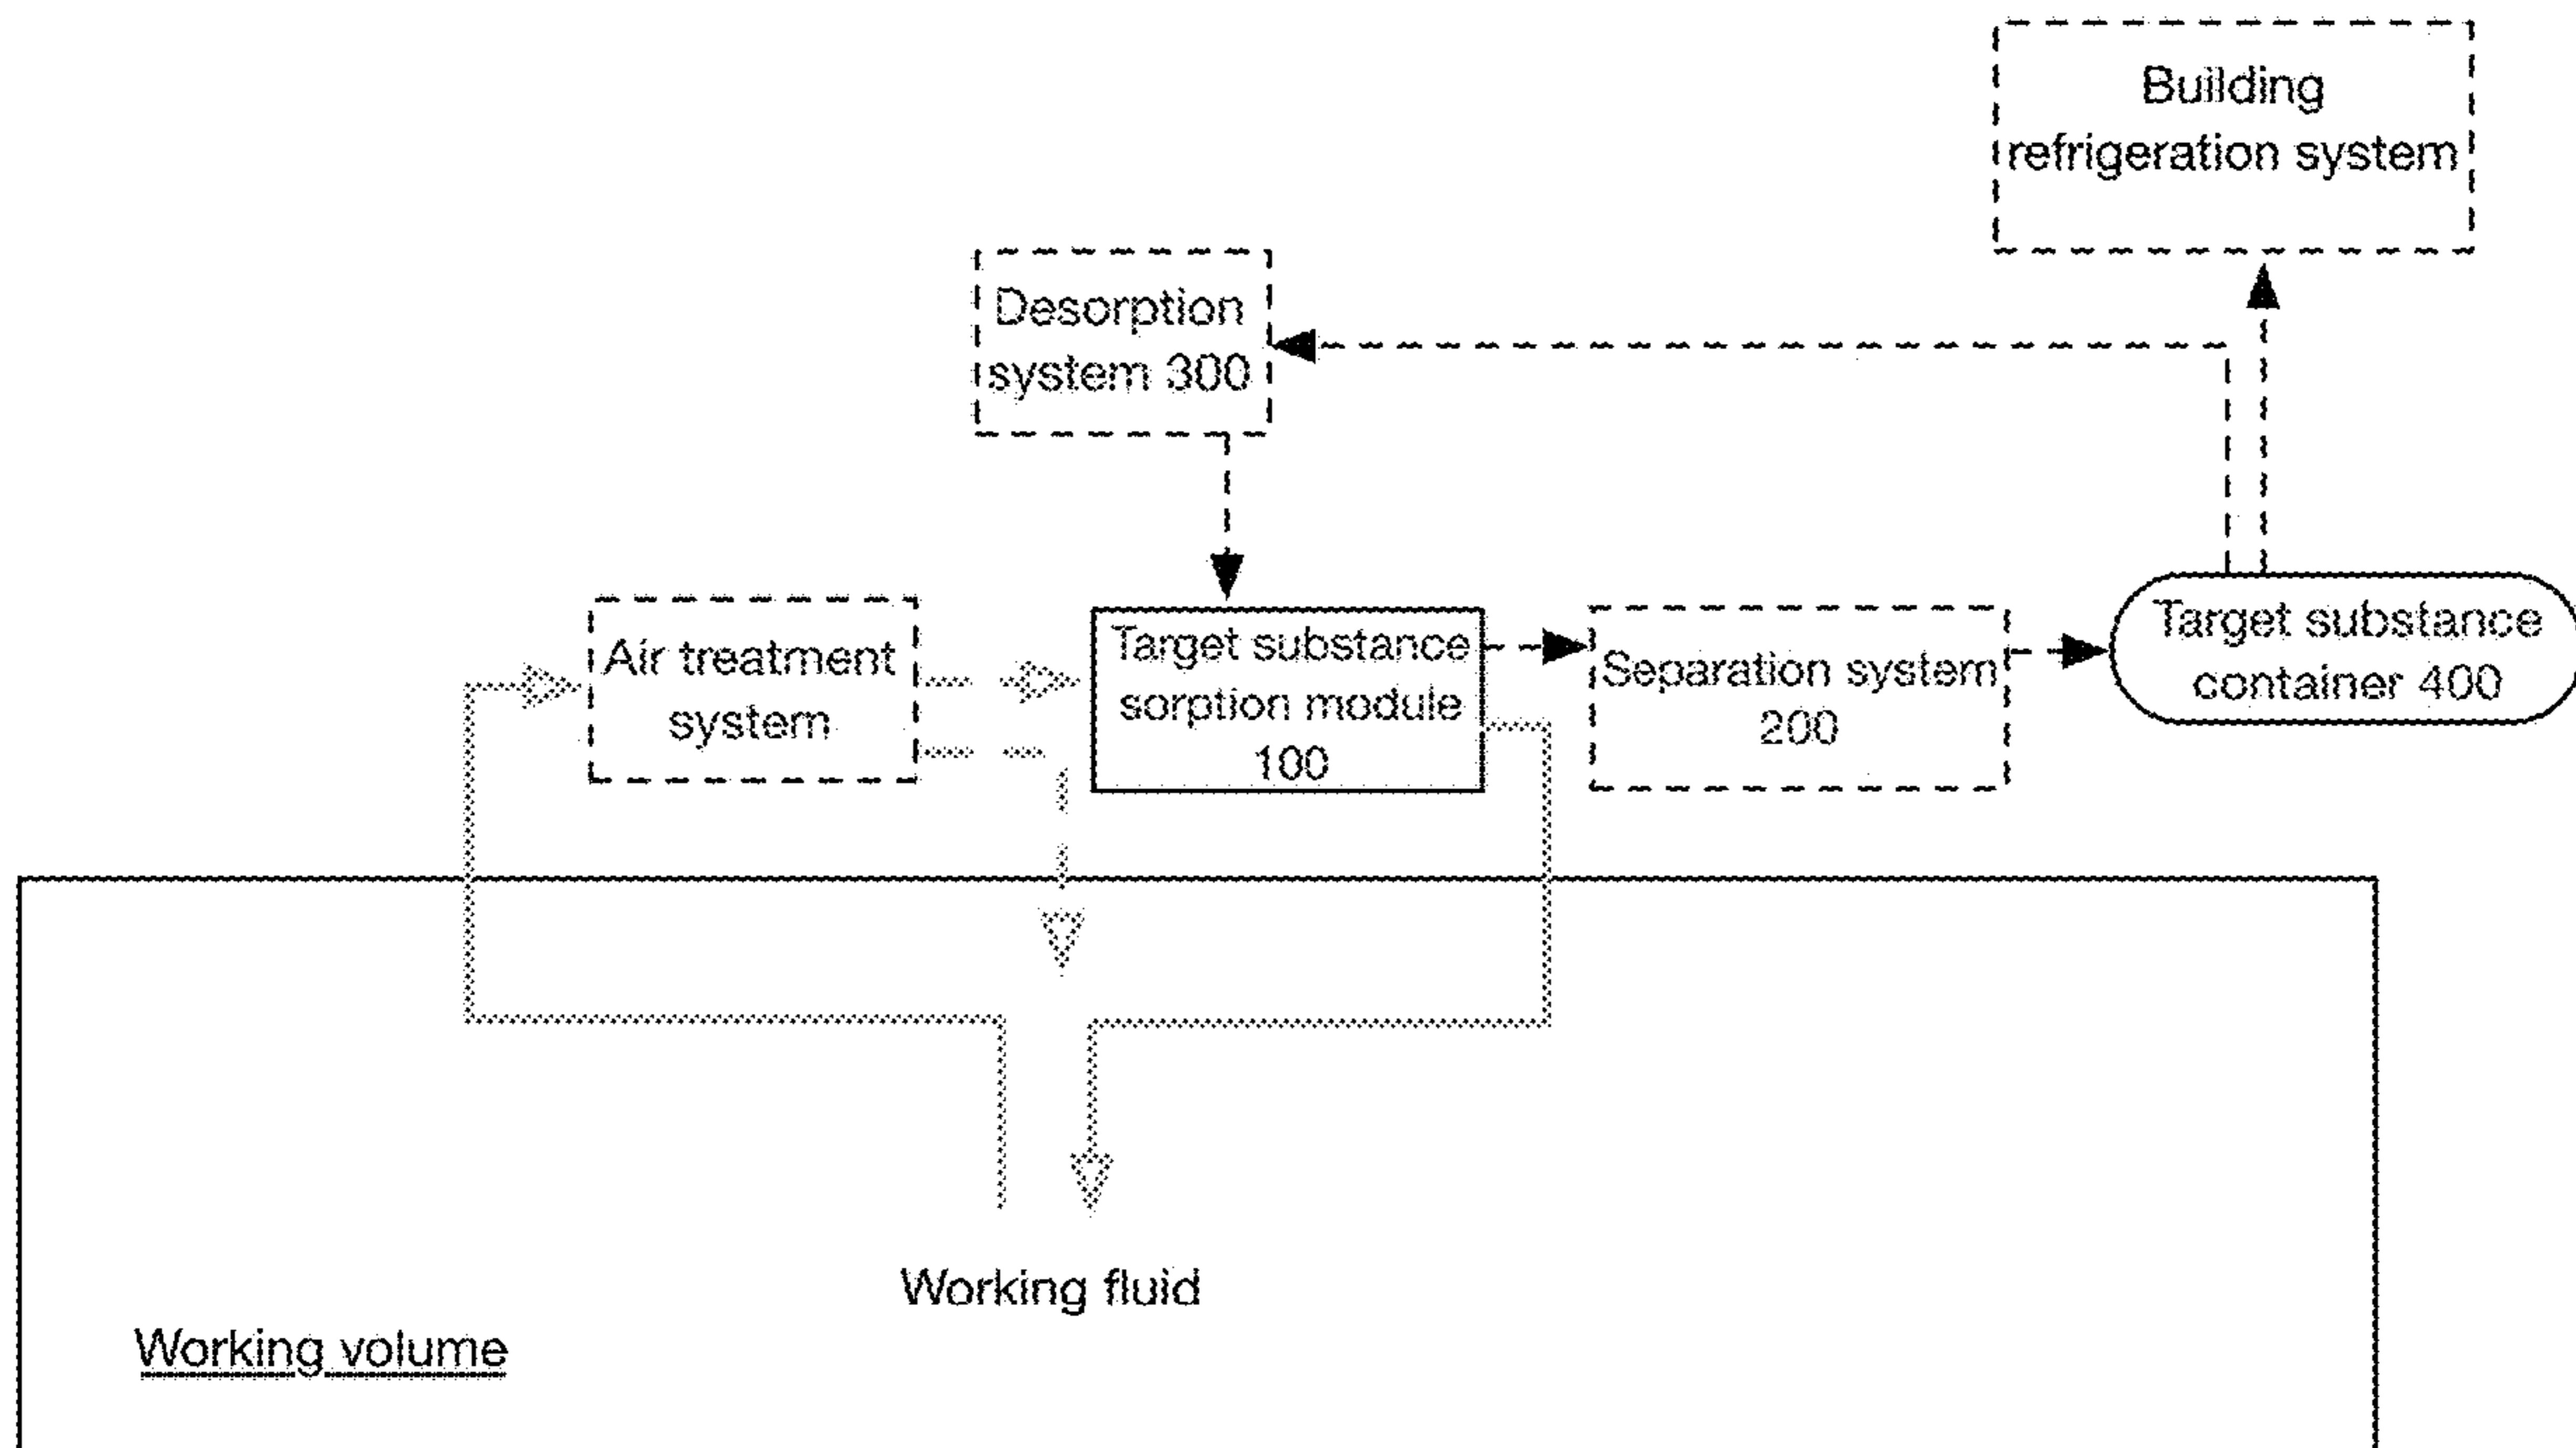 Building
refrigeration system
Desorption
system 300
Air treatment
system
Target substance
sorption module
100
Separation system
200
Target substance
container 400
Working fluid
Working volume